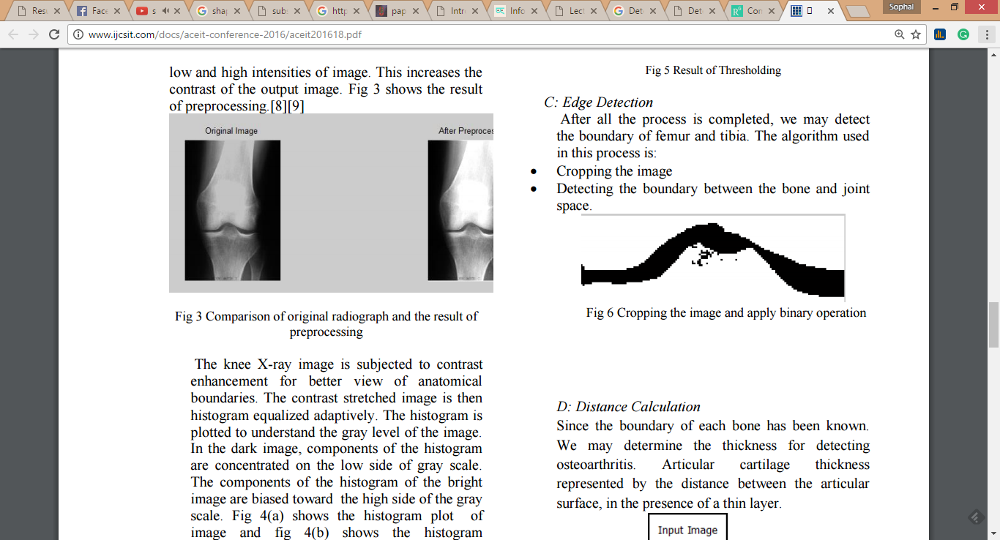 Resu
Face
s
shap
subs
http
pap
Intro
Info
Lect
Det
Det
Con
Sophal
www.ijcsit.com/docs/aceit-conference-2016/aceit201618.pdf
low and high intensities of image. This increases the
contrast of the output image. Fig 3 shows the result
of preprocessing.[8][9]
Original Image
After Preproces
Fig 3 Comparison of original radiograph and the result of
preprocessing
The knee X-ray image is subjected to contrast
enhancement for better view of anatomical
boundaries. The contrast stretched image is then
histogram equalized adaptively. The histogram is
plotted to understand the gray level of the image.
In the dark image, components of the histogram
are concentrated on the low side of gray scale.
The components of the histogram of the bright
image are biased toward the high side of the gray
scale. Fig 4(a) shows the histogram plot of
image and fig 4(b) shows the histogram
Fig 5 Result of Thresholding
C: Edge Detection
After all the process is completed, we may detect
the boundary of femur and tibia. The algorithm used
in this process is:
• Cropping the image
• Detecting the boundary between the bone and joint
space.
Fig 6 Cropping the image and apply binary operation
D: Distance Calculation
Since the boundary of each bone has been known.
We may determine the thickness for detecting
osteoarthritis. Articular cartilage thickness
represented by the distance between the articular
surface, in the presence of a thin layer.
Input Image